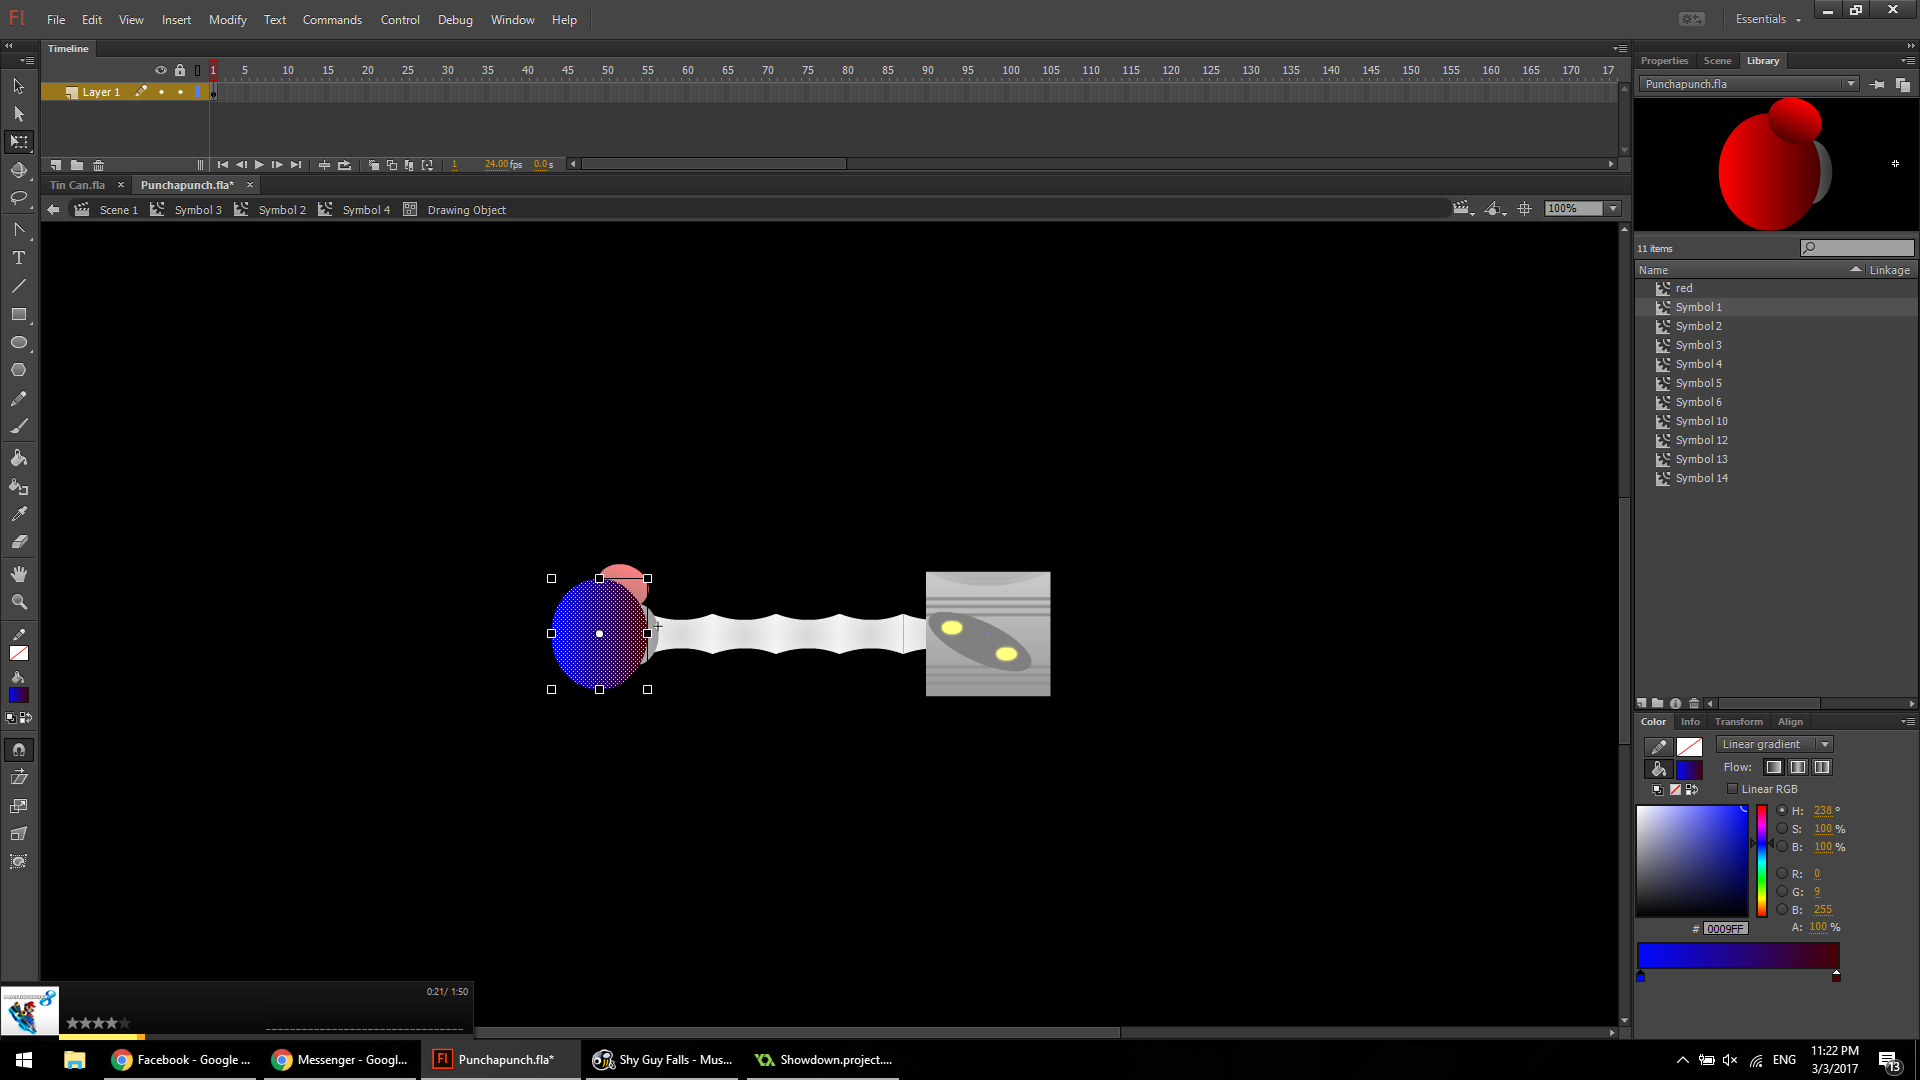 Fl File Edit View Insert Modify Text Commands Control Debug Window Help Essentials
Timeline
1 5 10 15 20 25 30 35 40 45 50 55 60 65 70 75 80 85 90 95 100 105 110 115 120 125 130 135 140 145 150 155 160 165 170 17
Layer 1
1 24.00 fps 0.0 s
Tin Can.fla Punchapunch.fla*
Scene 1 Symbol 3 Symbol 2 Symbol 4 Drawing Object 100%
Properties Scene Library
Punchapunch.fla
11 items
Name Linkage
red
Symbol 1
Symbol 2
Symbol 3
Symbol 4
Symbol 5
Symbol 6
Symbol 10
Symbol 12
Symbol 13
Symbol 14
Color Info Transform Align
Linear gradient
Flow:
Linear RGB
H: 238 °
S: 100 %
B: 100 %
R: 0
G: 9
B: 255
# 0009FF A: 100 %
0:21/ 1:50
8
Facebook - Google ... Messenger - Googl... Fl Punchapunch.fla* Shy Guy Falls - Mus... Showdown.project.... ENG
11:22 PM
3/3/2017
13